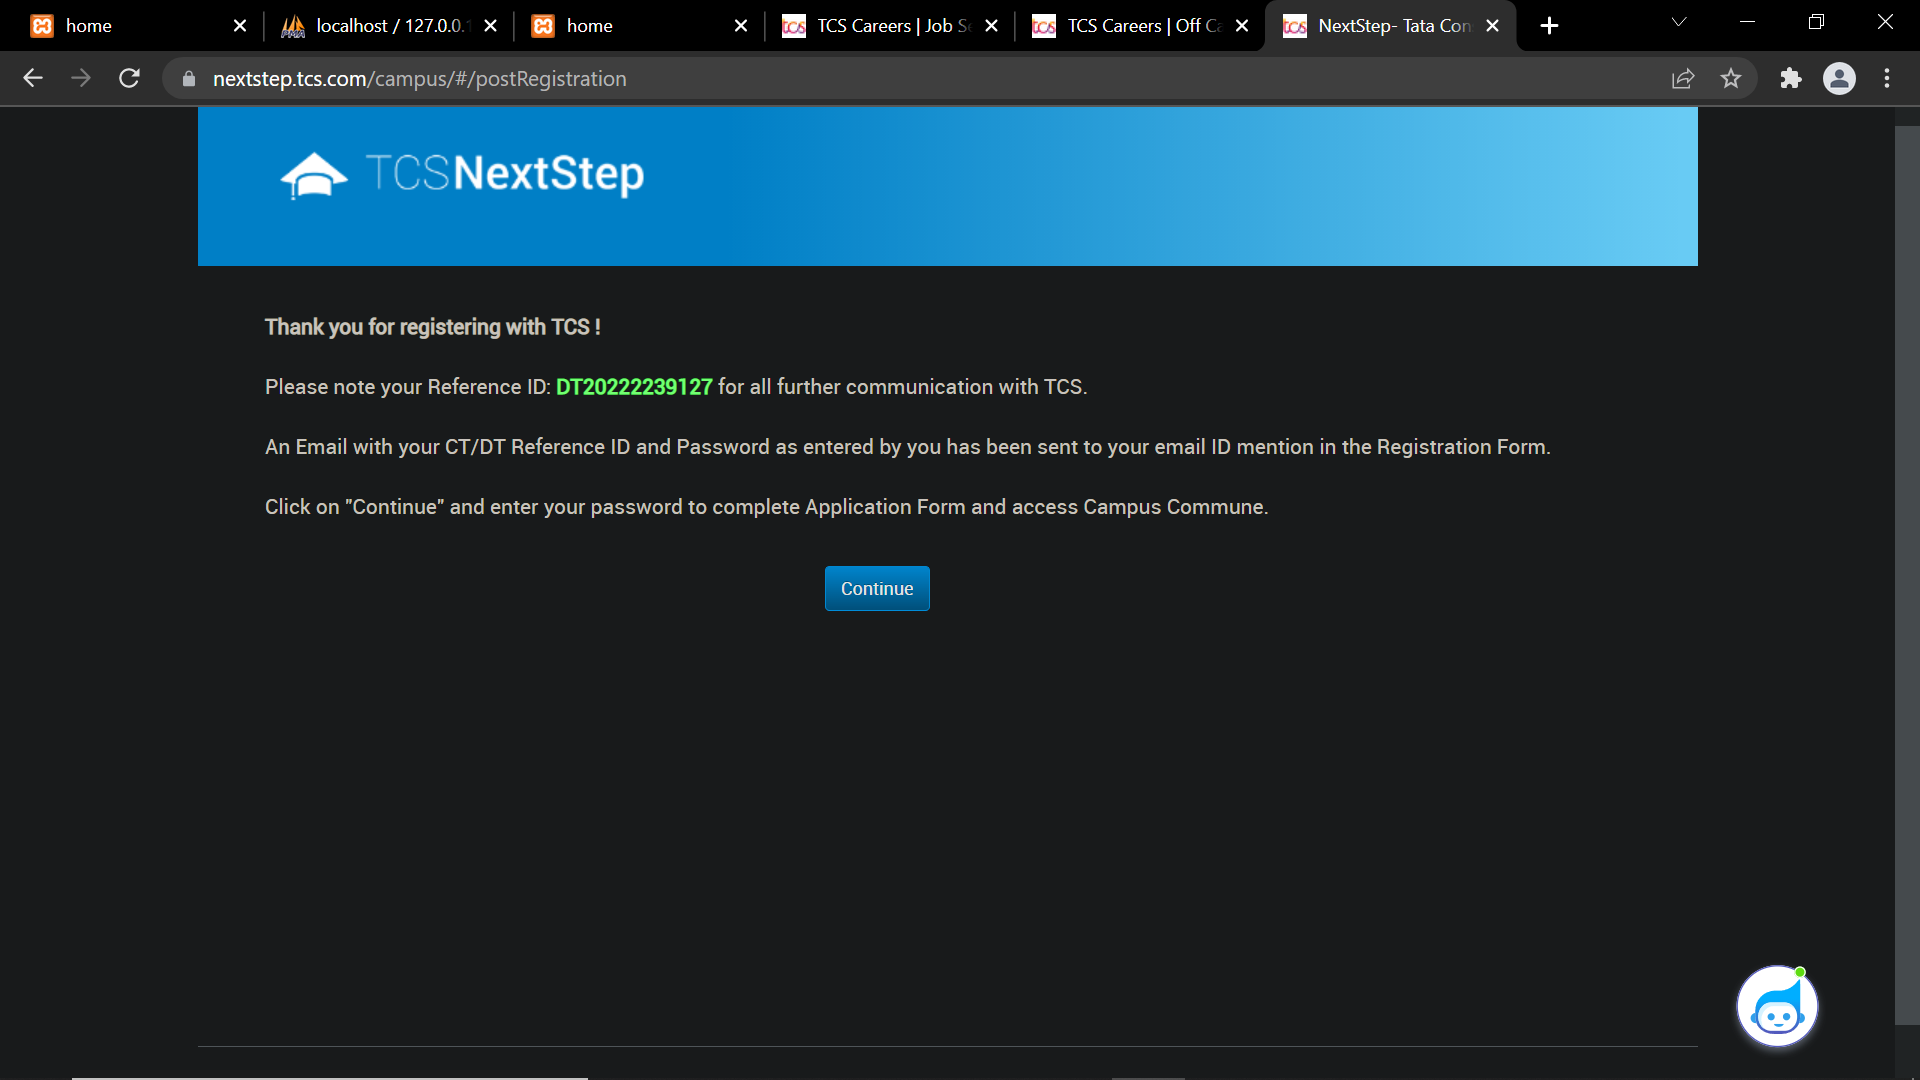 home
localhost / 127.0.0.1
home
TCS Careers | Job Se
TCS Careers | Off Ca
NextStep- Tata Con
nextstep.tcs.com/campus/#/postRegistration
TCS NextStep
Thank you for registering with TCS !
Please note your Reference ID: DT20222239127 for all further communication with TCS.
An Email with your CT/DT Reference ID and Password as entered by you has been sent to your email ID mention in the Registration Form.
Click on "Continue" and enter your password to complete Application Form and access Campus Commune.
Continue